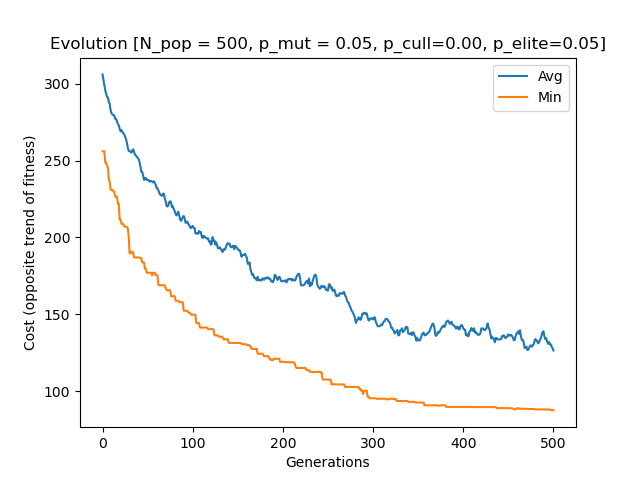 Evolution [N_pop = 500, p_mut = 0.05, p_cull=0.00, p_elite=0.05]
Avg
Min
Cost (opposite trend of fitness)
300
250
200
150
100
0 100 200 300 400 500
Generations